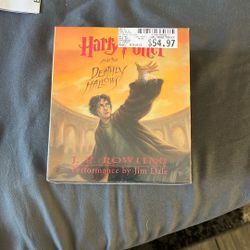 Harry Potter
$54.97
and the
Deathly
Hallows
J. K. Rowling
Performance by Jim Dale